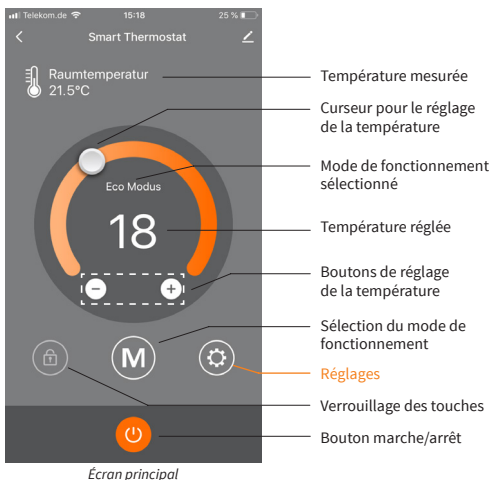 Telekom.de 15:18 25 %
Smart Thermostat
Raumtemperatur
21.5°C
Eco Modus
18
M
Température mesurée
Curseur pour le réglage
de la température
Mode de fonctionnement
sélectionné
Température réglée
Boutons de réglage
de la température
Sélection du mode de
fonctionnement
Réglages
Verrouillage des touches
Bouton marche/arrêt
Écran principal